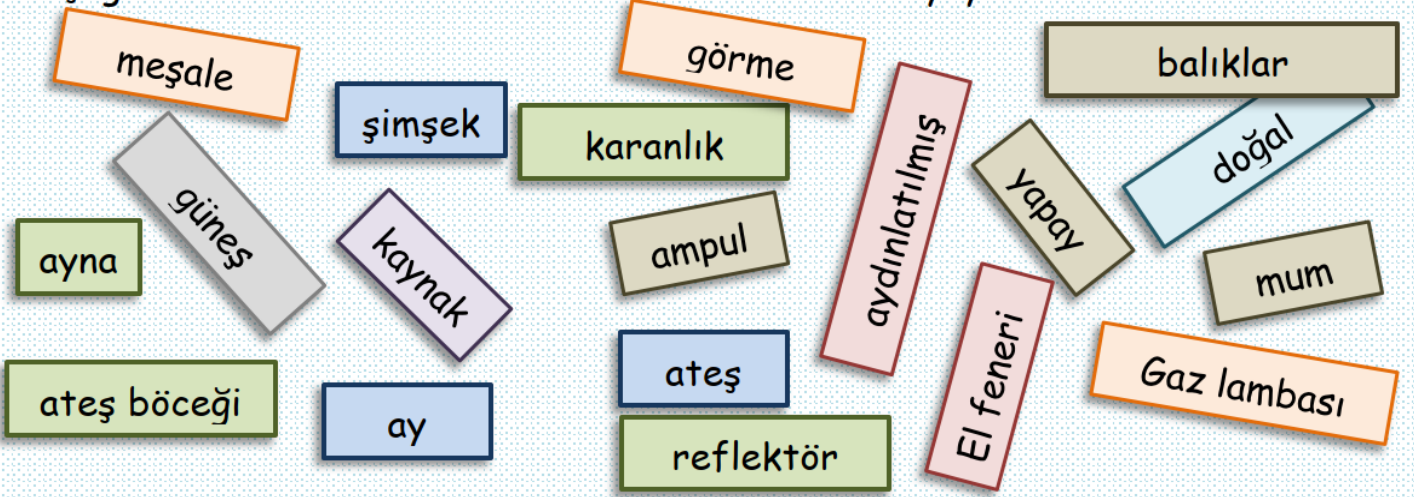 meşale
görme
balıklar
şimşek
karanlık
aydınlatılmış
yapay
doğal
güneş
ayna
kaynak
ampul
mum
ateş
El feneri
Gaz lambası
ateş böceği
ay
reflektör